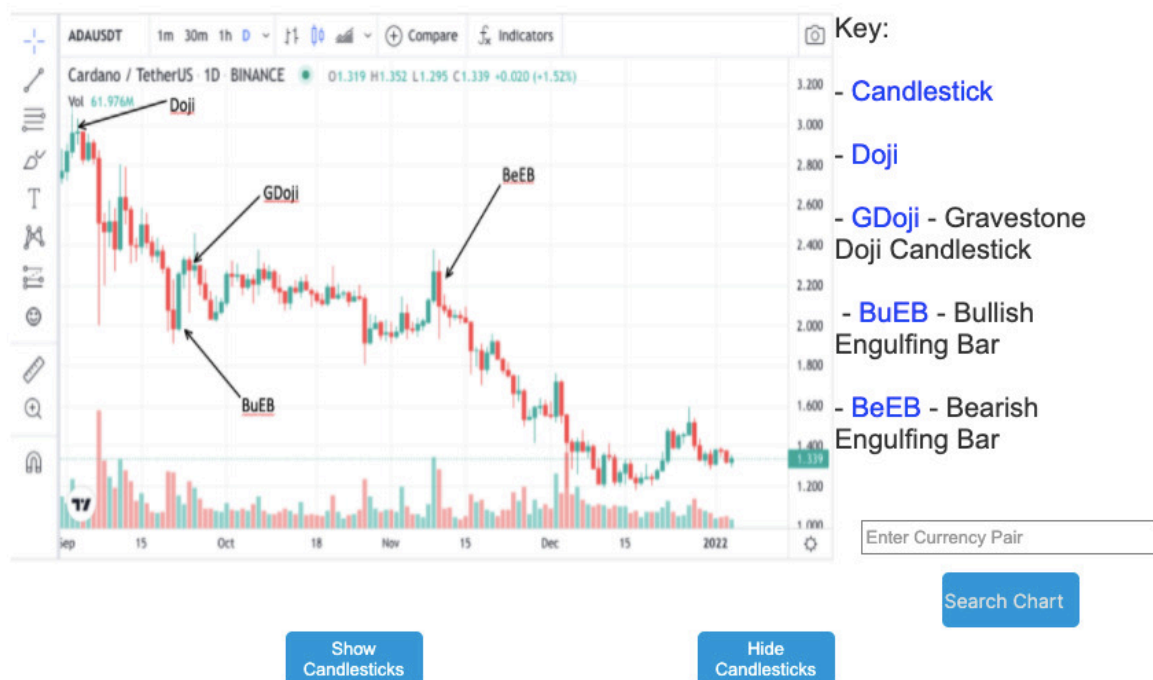 ADAUSDT 1m 30m 1h D Compare fx Indicators
Cardano / TetherUS · 1D · BINANCE O1.319 H1.352 L1.295 C1.339 +0.020 (+1.52%)
Vol 61.976M
Doji
GDoji
BeEB
BuEB
3.200
3.000
2.800
2.600
2.400
2.200
2.000
1.800
1.600
1.400
1.339
1.200
1.000
Sep 15 Oct 18 Nov 15 Dec 15 2022
Key:
- Candlestick
- Doji
- GDoji - Gravestone
Doji Candlestick
- BuEB - Bullish
Engulfing Bar
- BeEB - Bearish
Engulfing Bar
Enter Currency Pair
Search Chart
Show
Candlesticks
Hide
Candlesticks